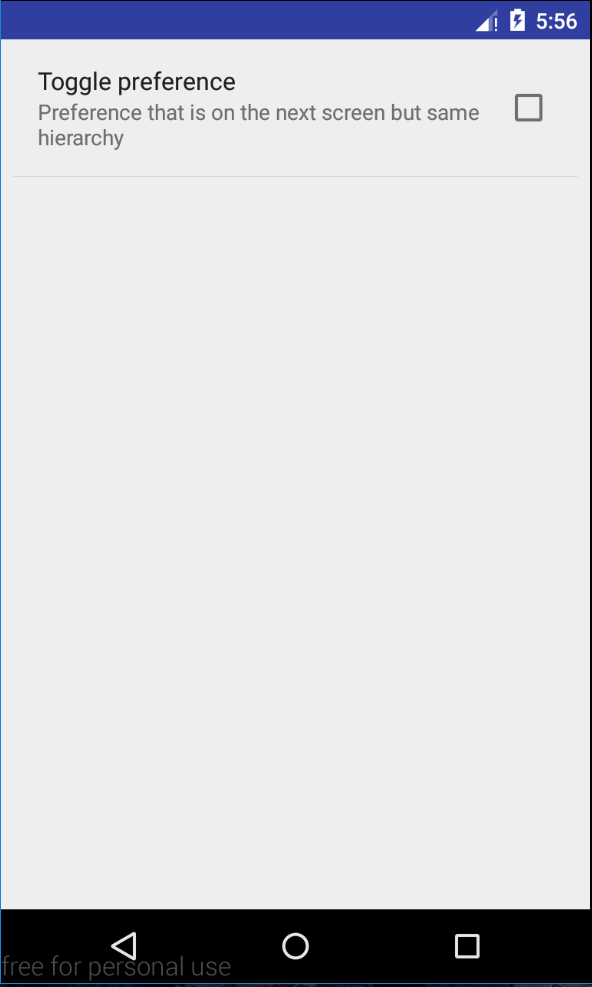 5:56
Toggle preference
Preference that is on the next screen but same
hierarchy
free for personal use